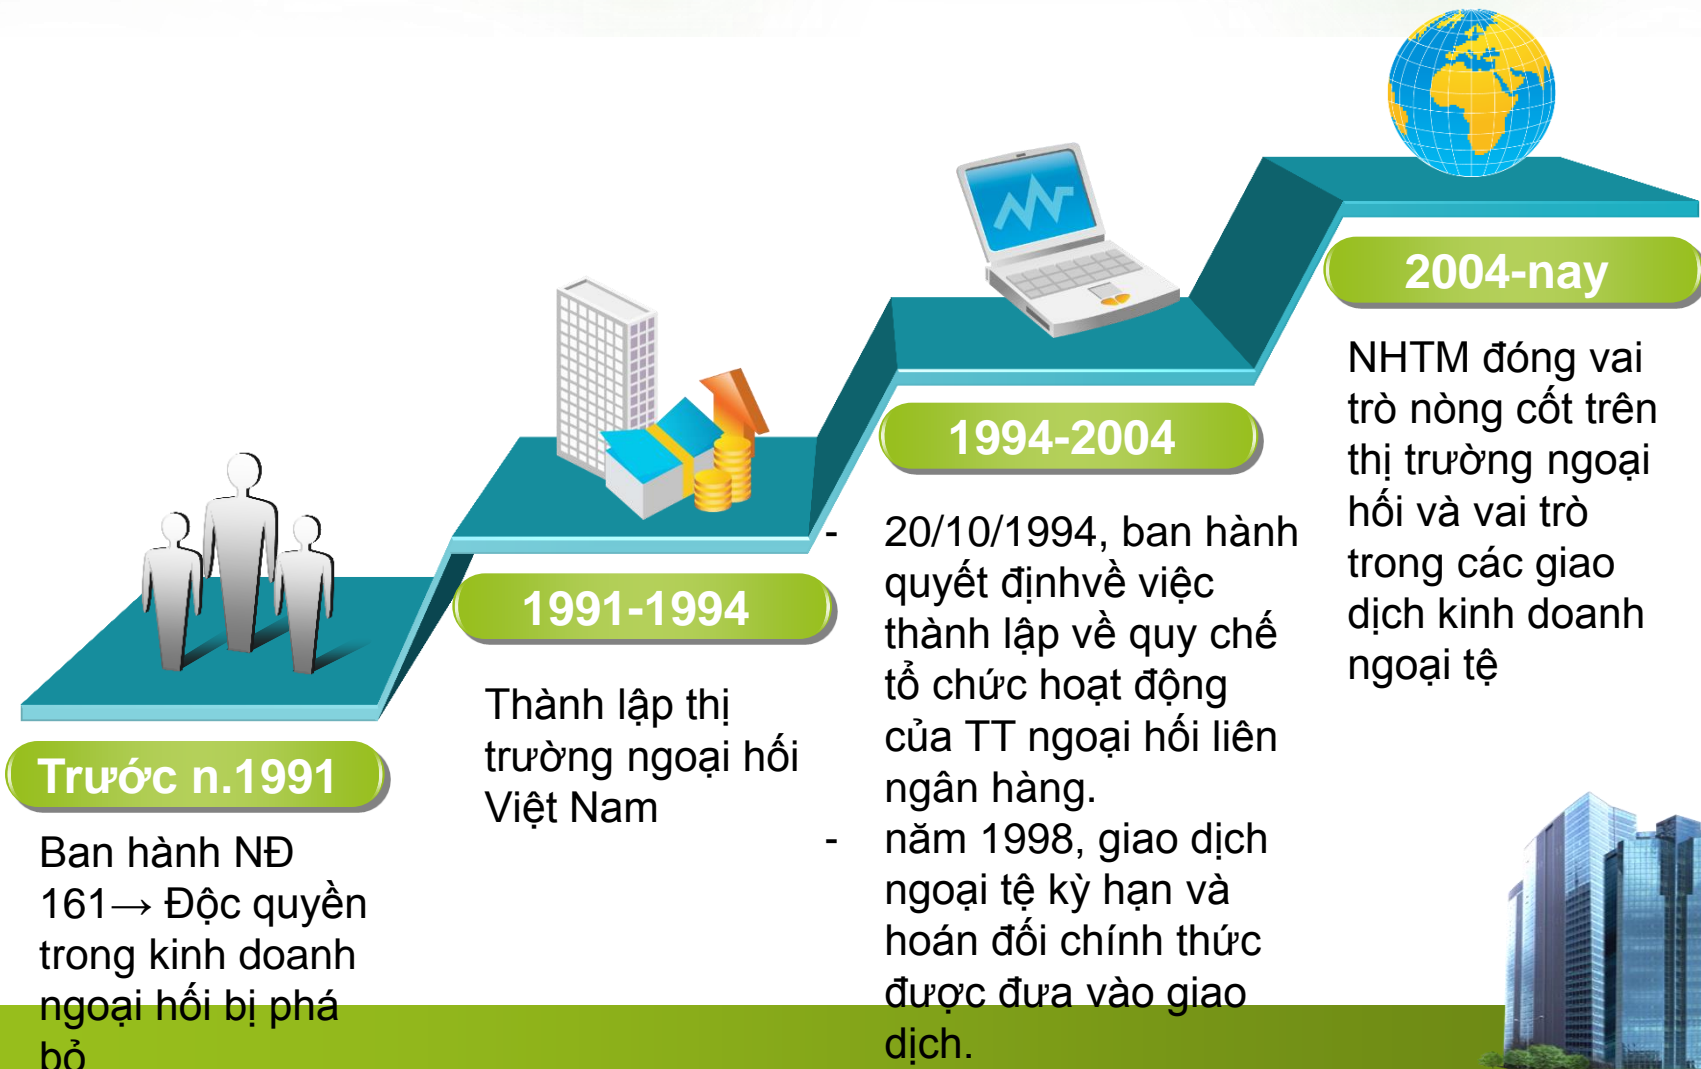 Trước n.1991
Ban hành NĐ
161→ Độc quyền
trong kinh doanh
ngoại hối bị phá
bỏ
1991-1994
Thành lập thị
trường ngoại hối
Việt Nam
1994-2004
- 20/10/1994, ban hành
quyết địnhvề việc
thành lập về quy chế
tổ chức hoạt động
của TT ngoại hối liên
ngân hàng.
- năm 1998, giao dịch
ngoại tệ kỳ hạn và
hoán đổi chính thức
được đưa vào giao
dịch.
2004-nay
NHTM đóng vai
trò nòng cốt trên
thị trường ngoại
hối và vai trò
trong các giao
dịch kinh doanh
ngoại tệ